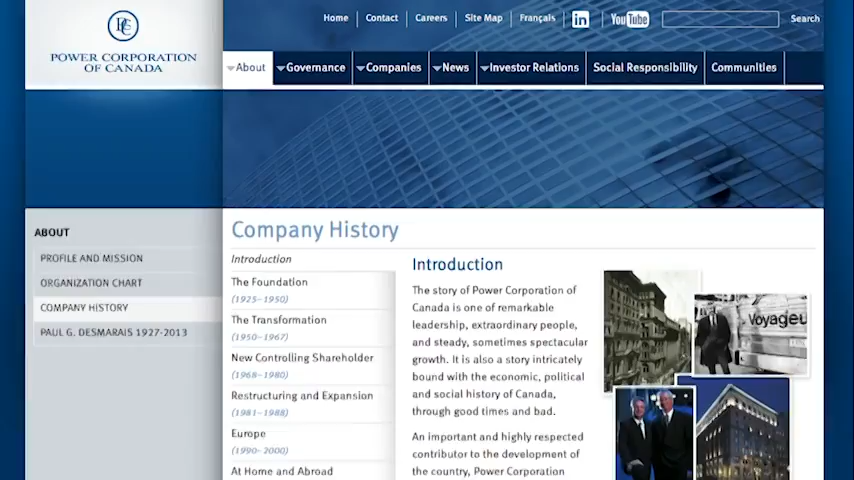 Home Contact Careers Site Map Français in You Tube Search
PCC
POWER CORPORATION
OF CANADA
About Governance Companies News Investor Relations Social Responsibility Communities
ABOUT
PROFILE AND MISSION
ORGANIZATION CHART
COMPANY HISTORY
PAUL G. DESMARAIS 1927-2013
Company History
Introduction
The Foundation
(1925-1950)
The Transformation
(1950-1967)
New Controlling Shareholder
(1968-1980)
Restructuring and Expansion
(1981-1988)
Europe
(1990-2000)
At Home and Abroad
Introduction
The story of Power Corporation of
Canada is one of remarkable
leadership, extraordinary people,
and steady, sometimes spectacular
growth. It is also a story intricately
bound with the economic, political
and social history of Canada,
through good times and bad.
An important and highly respected
contributor to the development of
the country, Power Corporation
Voyageu